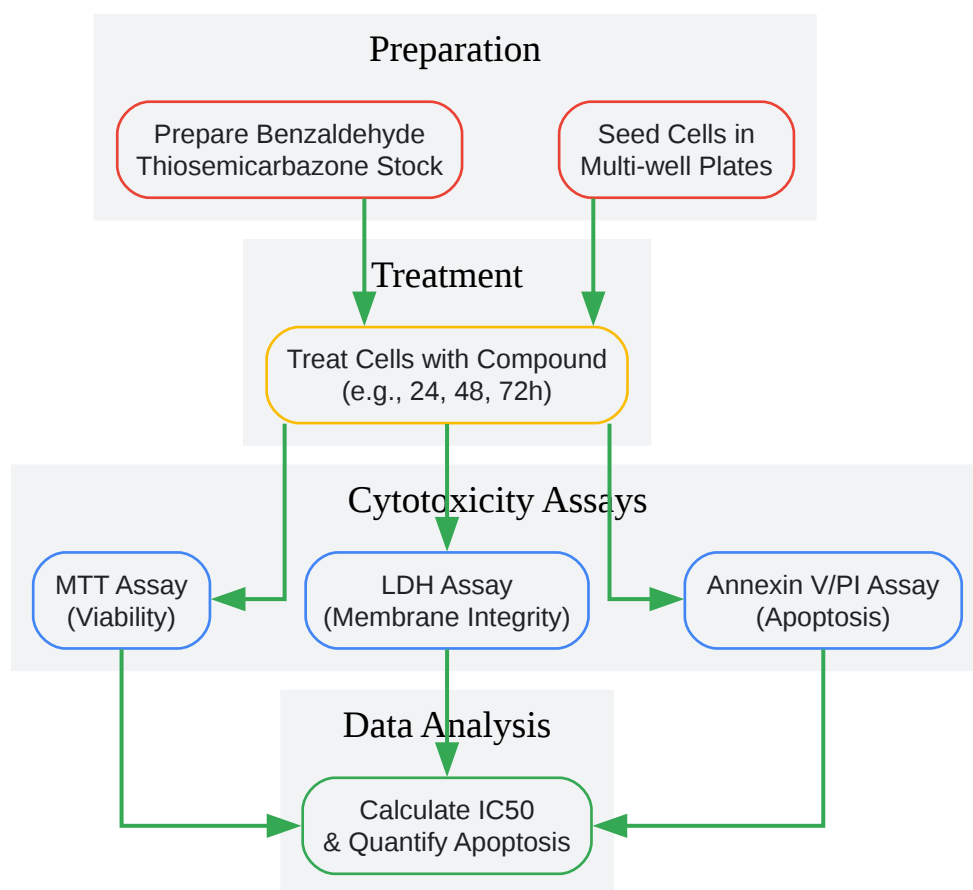 Preparation
Prepare Benzaldehyde
Thiosemicarbazone Stock
Seed Cells in
Multi-well Plates
Treatment
Treat Cells with Compound
(e.g., 24, 48, 72h)
Cytotoxicity Assays
MTT Assay
(Viability)
LDH Assay
(Membrane Integrity)
Annexin V/PI Assay
(Apoptosis)
Data Analysis
Calculate IC50
& Quantify Apoptosis